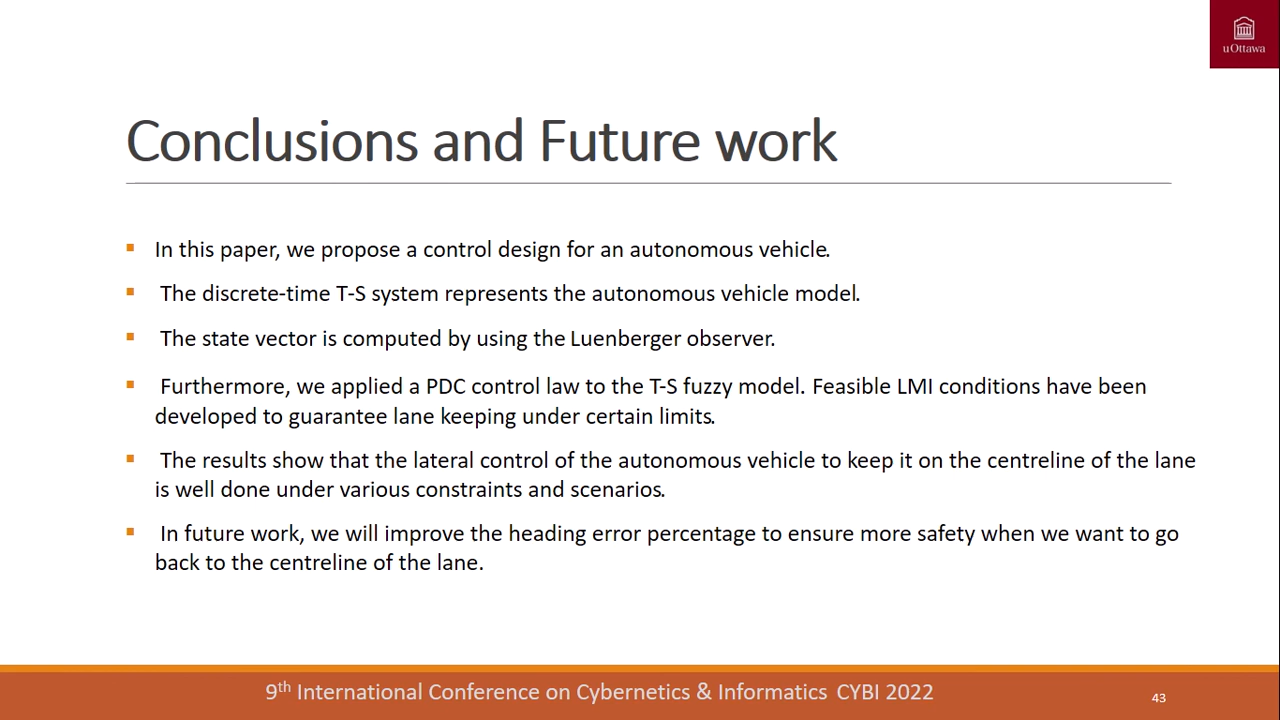 uOttawa
Conclusions and Future work
▪ In this paper, we propose a control design for an autonomous vehicle.
▪ The discrete-time T-S system represents the autonomous vehicle model.
▪ The state vector is computed by using the Luenberger observer.
▪ Furthermore, we applied a PDC control law to the T-S fuzzy model. Feasible LMI conditions have been
developed to guarantee lane keeping under certain limits.
▪ The results show that the lateral control of the autonomous vehicle to keep it on the centreline of the lane
is well done under various constraints and scenarios.
▪ In future work, we will improve the heading error percentage to ensure more safety when we want to go
back to the centreline of the lane.
9th International Conference on Cybernetics & Informatics CYBI 2022
43